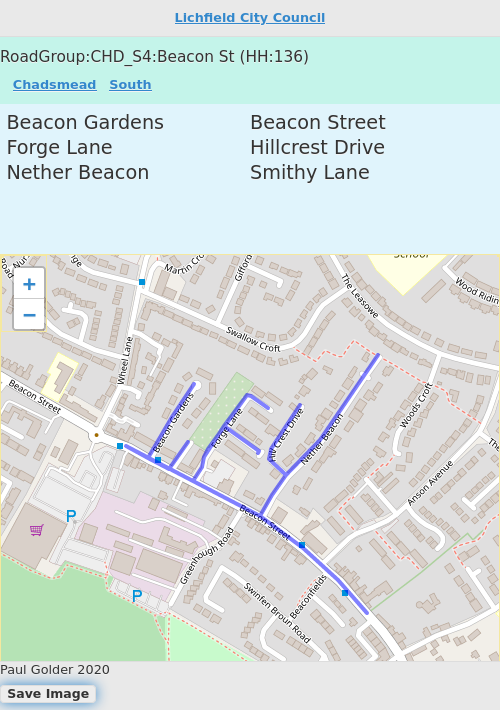 Lichfield City Council
RoadGroup:CHD_S4:Beacon St (HH:136)
Chadsmead South
Beacon Gardens Beacon Street
Forge Lane Hillcrest Drive
Nether Beacon Smithy Lane
School
Martin Cro
Giffor
+
−
The Leasowe
Wood Ridin
Swallow Croft
Wheel Lane
Beacon Street
Beacon Gardens
Forge Lane
Hill Crest Drive
Nether Beacon
Woods Croft
The
Anson Avenue
Beacon Street
P
Greenhough Road
P
Beaconfields
Swinfen Broun Road
Paul Golder 2020
Save Image